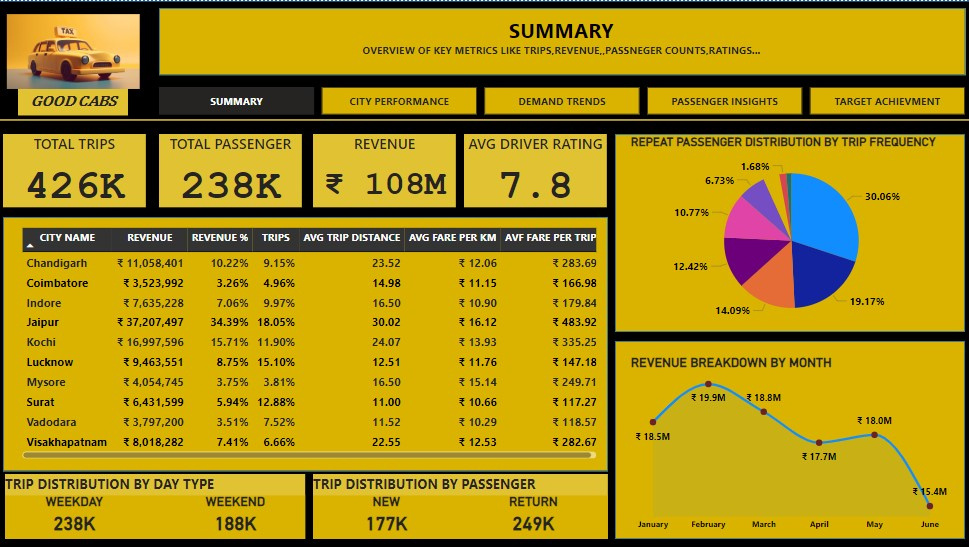 TAXI
GOOD CABS
SUMMARY
OVERVIEW OF KEY METRICS LIKE TRIPS,REVENUE,,PASSNEGER COUNTS,RATINGS...
SUMMARY
CITY PERFORMANCE
DEMAND TRENDS
PASSENGER INSIGHTS
TARGET ACHIEVMENT
TOTAL TRIPS
426K
TOTAL PASSENGER
238K
REVENUE
₹ 108M
AVG DRIVER RATING
7.8
CITY NAME REVENUE REVENUE % TRIPS AVG TRIP DISTANCE AVG FARE PER KM AVF FARE PER TRIP
Chandigarh ₹ 11,058,401 10.22% 9.15% 23.52 ₹ 12.06 ₹ 283.69
Coimbatore ₹ 3,523,992 3.26% 4.96% 14.98 ₹ 11.15 ₹ 166.98
Indore ₹ 7,635,228 7.06% 9.97% 16.50 ₹ 10.90 ₹ 179.84
Jaipur ₹ 37,207,497 34.39% 18.05% 30.02 ₹ 16.12 ₹ 483.92
Kochi ₹ 16,997,596 15.71% 11.90% 24.07 ₹ 13.93 ₹ 335.25
Lucknow ₹ 9,463,551 8.75% 15.10% 12.51 ₹ 11.76 ₹ 147.18
Mysore ₹ 4,054,745 3.75% 3.81% 16.50 ₹ 15.14 ₹ 249.71
Surat ₹ 6,431,599 5.94% 12.88% 11.00 ₹ 10.66 ₹ 117.27
Vadodara ₹ 3,797,200 3.51% 7.52% 11.52 ₹ 10.29 ₹ 118.57
Visakhapatnam ₹ 8,018,282 7.41% 6.66% 22.55 ₹ 12.53 ₹ 282.67
TRIP DISTRIBUTION BY DAY TYPE
WEEKDAY WEEKEND
238K 188K
TRIP DISTRIBUTION BY PASSENGER
NEW RETURN
177K 249K
REPEAT PASSENGER DISTRIBUTION BY TRIP FREQUENCY
1.68%
6.73%
30.06%
10.77%
12.42%
19.17%
14.09%
REVENUE BREAKDOWN BY MONTH
₹ 19.9M
₹ 18.8M
₹ 18.5M
₹ 18.0M
₹ 17.7M
₹ 15.4M
January February March April May June